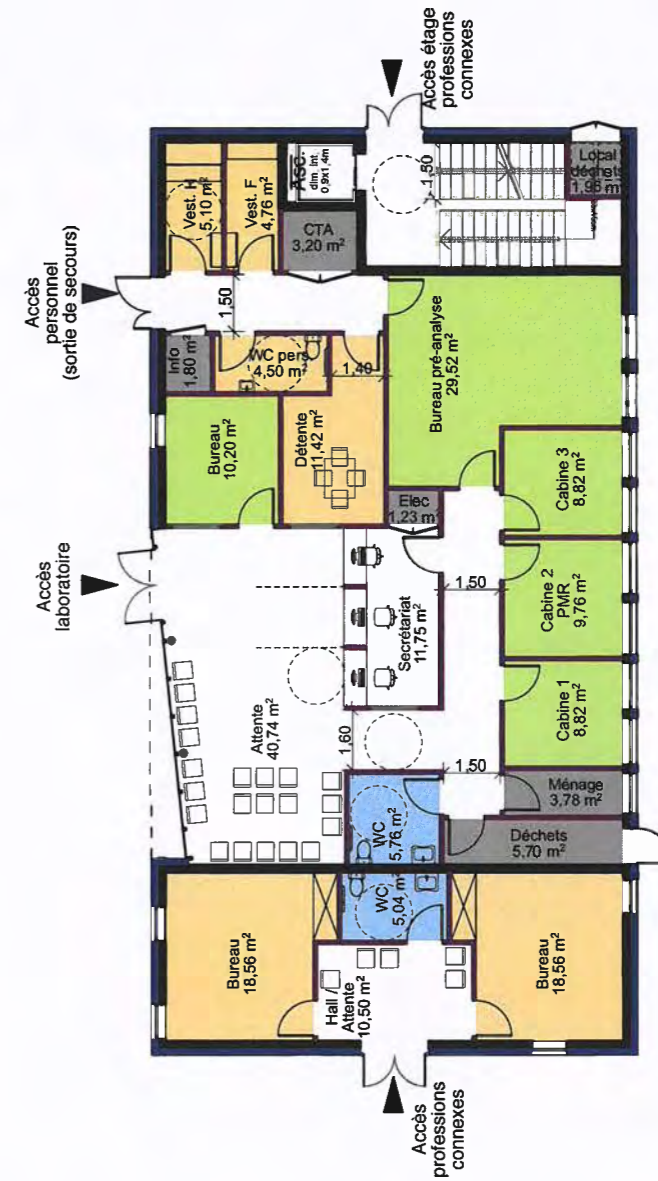 Accès
laboratoire
Accès
personnel
(sortie de secours)
Bureau
18,56 m²
Attente
40,74 m²
Bureau
10,20 m²
Info
1,80 m²
Vest. H
5,10 m²
Vest. F
4,76 m²
1,50
WC pers.
4,50 m²
Détente
11,42 m²
1,40
CTA
3,20 m²
Asc.
dim. Int.
0,9x1,4m
Accès
professions
connexes
Hall /
Attente
10,50 m²
WC
5,04 m²
WC
5,76 m²
1,60
Secrétariat
11,75 m²
Elec
1,23 m²
Bureau pré-analyse
29,52 m²
1,50
Accès étage
professions
connexes
1,50
1,50
Bureau
18,56 m²
Déchets
5,70 m²
Ménage
3,78 m²
Cabine 1
8,82 m²
Cabine 2
PMR
9,76 m²
Cabine 3
8,82 m²
Local
déchets
1,96 m²